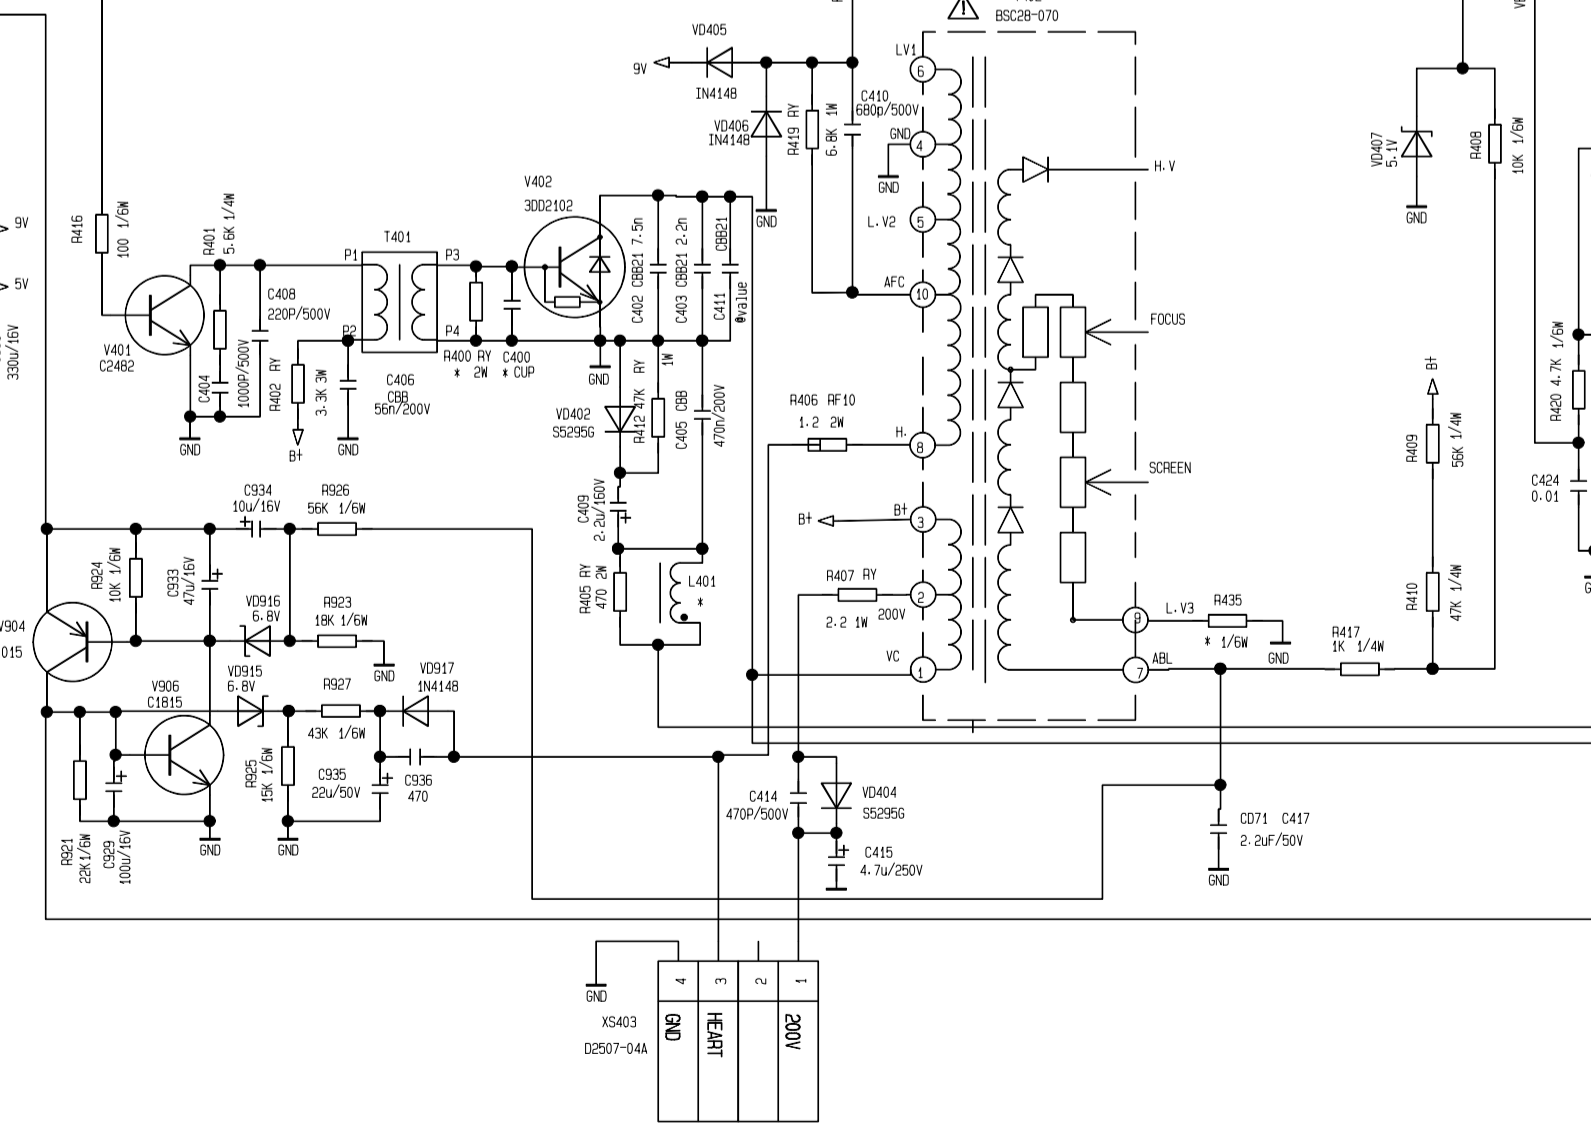 BSC28-070
VD405
9V
IN4148
VD406
IN4148
R419 RY
6.8K 1W
C410
680p/500V
LV1
6
GND
4
GND
GND
L.V2
5
AFC
10
H.V
FOCUS
SCREEN
VD407
5.1V
GND
R408
10K 1/6W
9V
5V
330u/16V
R416
100 1/6W
R401
5.6K 1/4W
C408
220P/500V
V401
C2482
C404
1000P/500V
GND
T401
P1
P2
P3
P4
R402 RY
3.3K 3W
B+
GND
C406
CBB
56n/200V
R400 RY
* 2W
C400
* CUP
V402
3DD2102
C402 CBB21 7.5n
C403 CBB21 2.2n
C411 CBB21
@value
GND
VD402
S5295G
R412 47K RY
1W
C405 CBB
470n/200V
R406 RF10
1.2 2W
H.
8
B+
B+
3
R407 RY
2.2 1W
200V
2
VC
1
C409
2.2u/160V
+
R405 RY
470 2W
L401
*
R409
56K 1/4W
B+
R410
47K 1/4W
R420 4.7K 1/6W
C424
0.01
9
L.V3
R435
* 1/6W
GND
7
ABL
R417
1K 1/4W
C934
10u/16V
+
R926
56K 1/6W
R924
10K 1/6W
C933
47u/16V
+
VD916
6.8V
R923
18K 1/6W
GND
V904
015
V906
C1815
VD915
6.8V
R927
43K 1/6W
VD917
1N4148
R925
15K 1/6W
C935
22u/50V
+
C936
470
R921
22K1/6W
C929
100u/16V
+
GND
GND
C414
470P/500V
VD404
S5295G
+
C415
4.7u/250V
CD71 C417
2.2uF/50V
GND
GND
XS403
D2507-04A
4
3
2
1
GND
HEART
200V